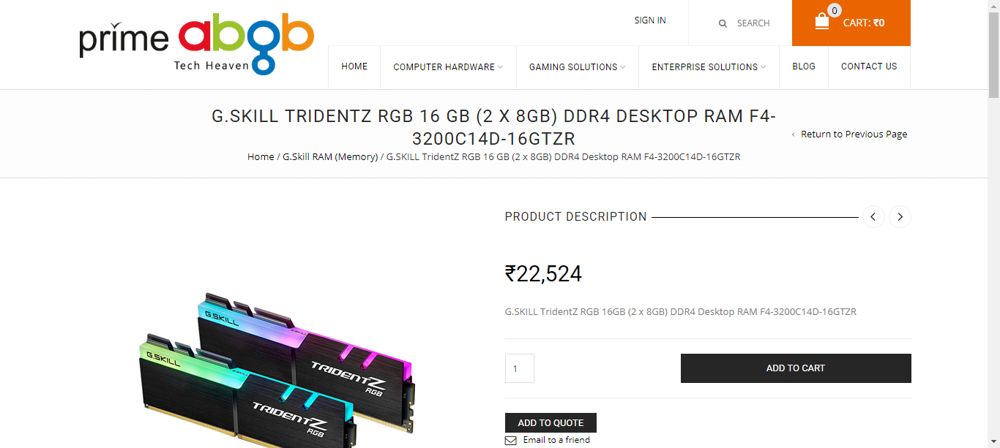 prime abgb
Tech Heaven
SIGN IN
SEARCH
0
CART: ₹0
HOME
COMPUTER HARDWARE
GAMING SOLUTIONS
ENTERPRISE SOLUTIONS
BLOG
CONTACT US
G.SKILL TRIDENTZ RGB 16 GB (2 X 8GB) DDR4 DESKTOP RAM F4-
3200C14D-16GTZR
‹ Return to Previous Page
Home / G.Skill RAM (Memory) / G.SKILL TridentZ RGB 16 GB (2 x 8GB) DDR4 Desktop RAM F4-3200C14D-16GTZR
G.SKILL
G.SKILL
TRIDENTZ
RGB
G.SKILL
G.SKILL
TRIDENTZ
RGB
PRODUCT DESCRIPTION
₹22,524
G.SKILL TridentZ RGB 16GB (2 x 8GB) DDR4 Desktop RAM F4-3200C14D-16GTZR
1
ADD TO CART
ADD TO QUOTE
Email to a friend